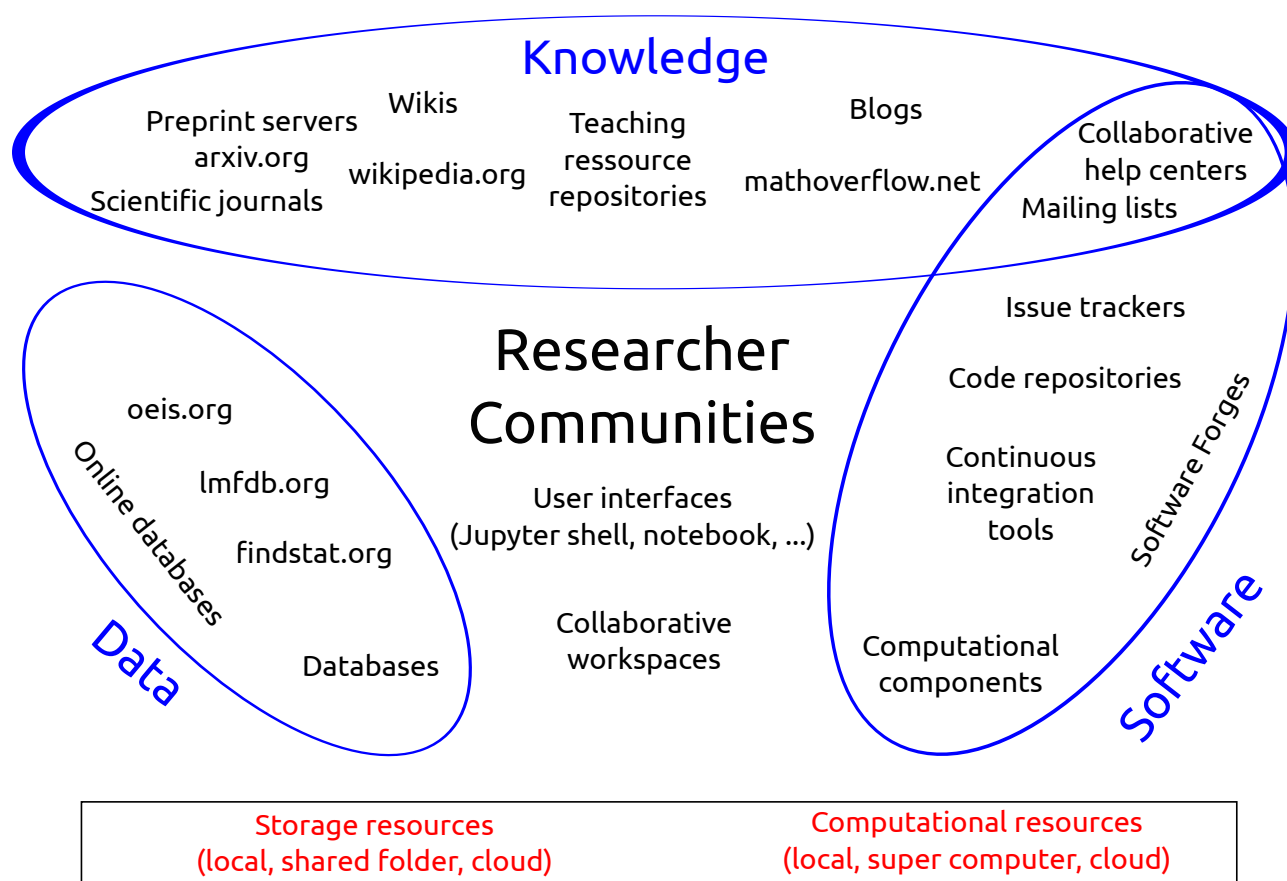 Knowledge
Preprint servers
arxiv.org
Scientific journals
Wikis
wikipedia.org
Teaching
ressource
repositories
Blogs
mathoverflow.net
Collaborative
help centers
Mailing lists
Issue trackers
Code repositories
Continuous
integration
tools
Software Forges
Computational
components
Software
Researcher
Communities
User interfaces
(Jupyter shell, notebook, ...)
Collaborative
workspaces
oeis.org
lmfdb.org
findstat.org
Online databases
Databases
Data
Storage resources
(local, shared folder, cloud)
Computational resources
(local, super computer, cloud)